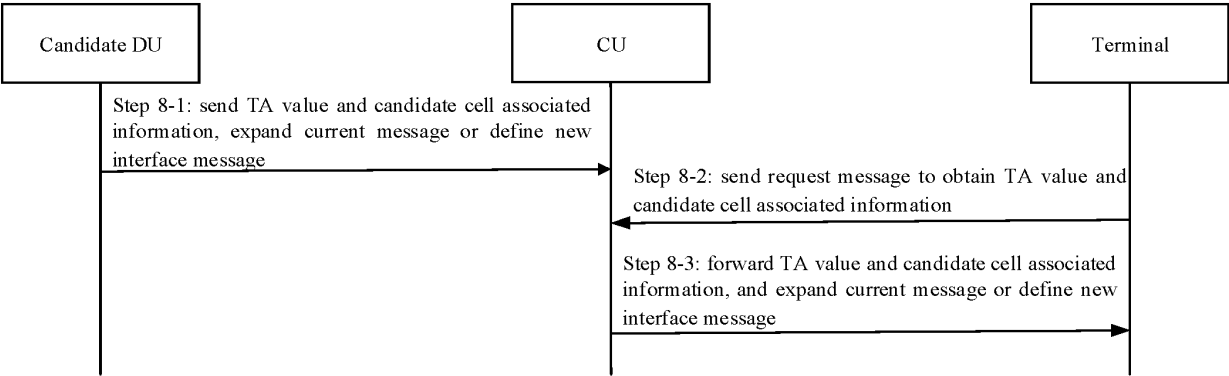 Candidate DU
CU
Terminal
Step 8-1: send TA value and candidate cell associated
information, expand current message or define new
interface message
Step 8-2: send request message to obtain TA value and
candidate cell associated information
Step 8-3: forward TA value and candidate cell associated
information, and expand current message or define new
interface message